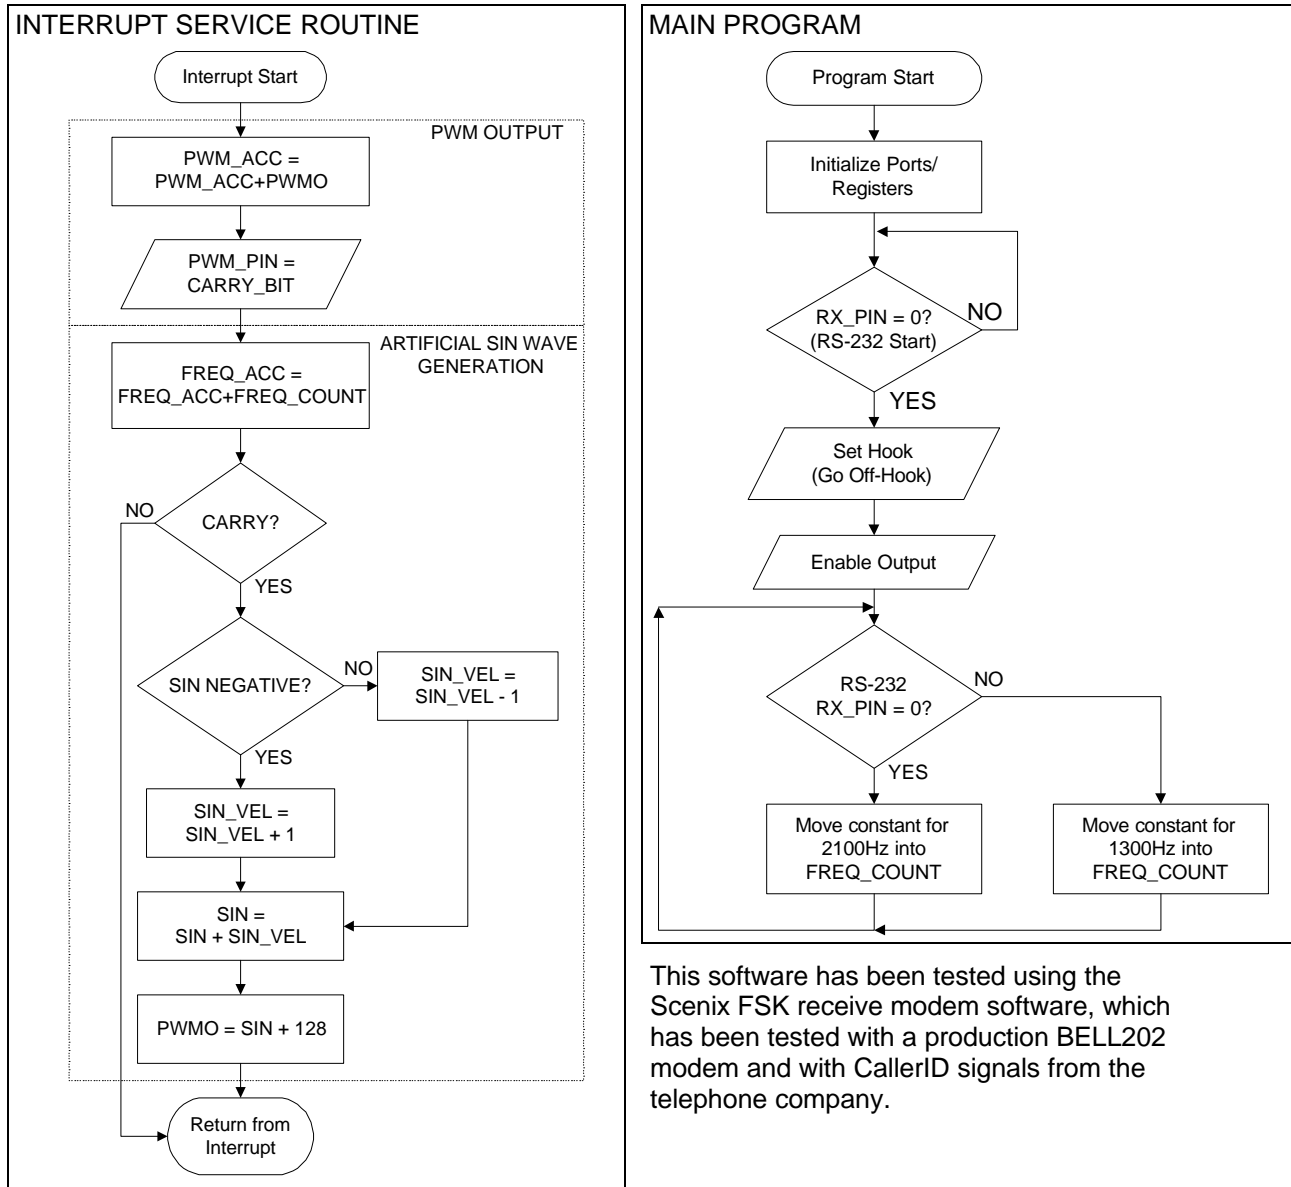 INTERRUPT SERVICE ROUTINE
Interrupt Start
PWM OUTPUT
PWM_ACC =
PWM_ACC+PWMO
PWM_PIN =
CARRY_BIT
ARTIFICIAL SIN WAVE
GENERATION
FREQ_ACC =
FREQ_ACC+FREQ_COUNT
NO
CARRY?
YES
SIN NEGATIVE?
NO
SIN_VEL =
SIN_VEL - 1
YES
SIN_VEL =
SIN_VEL + 1
SIN =
SIN + SIN_VEL
PWMO = SIN + 128
Return from
Interrupt
MAIN PROGRAM
Program Start
Initialize Ports/
Registers
RX_PIN = 0?
(RS-232 Start)
NO
YES
Set Hook
(Go Off-Hook)
Enable Output
RS-232
RX_PIN = 0?
NO
YES
Move constant for
2100Hz into
FREQ_COUNT
Move constant for
1300Hz into
FREQ_COUNT
This software has been tested using the
Scenix FSK receive modem software, which
has been tested with a production BELL202
modem and with CallerID signals from the
telephone company.